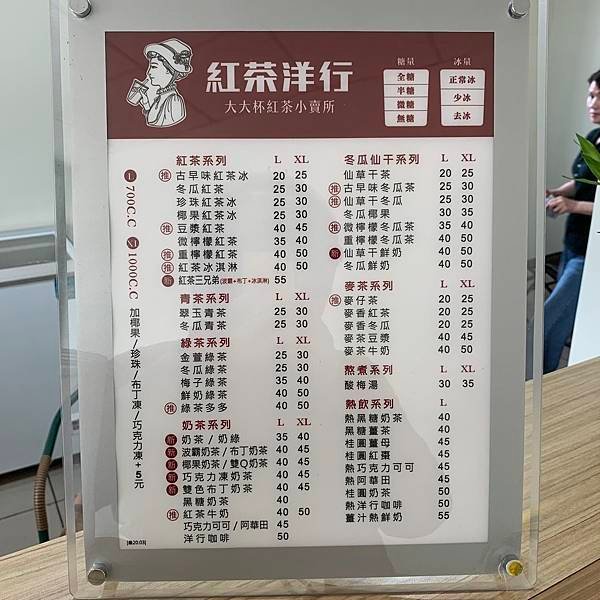 紅茶洋行
大大杯紅茶小賣所
糖量
全糖
半糖
微糖
無糖
冰量
正常冰
少冰
去冰
L 700C.C
XL 1000C.C
加椰果/珍珠/布丁凍/巧克力凍+5元
紅茶系列 L XL
推 古早味紅茶冰 20 25
冬瓜紅茶 25 30
珍珠紅茶冰 25 30
椰果紅茶冰 25 30
推 豆漿紅茶 40 45
微檸檬紅茶 35 40
推 重檸檬紅茶 40 50
推 紅茶冰淇淋 40 50
新 紅茶三兄弟(波霸+布丁+冰淇淋) 55
青茶系列 L XL
翠玉青茶 25 30
冬瓜青茶 25 30
綠茶系列 L XL
金萱綠茶 25 30
冬瓜綠茶 25 30
梅子綠茶 35 40
鮮奶綠茶 40 50
推 綠茶多多 40 50
奶茶系列 L XL
新 奶茶/奶綠 35 40
新 波霸奶茶/布丁奶茶 40 45
新 椰果奶茶/雙Q奶茶 40 45
新 巧克力凍奶茶 40 45
新 雙色布丁奶茶 40 45
黑糖奶茶 40
推 紅茶牛奶 40 50
巧克力可可/阿華田 45
洋行咖啡 50
冬瓜仙干系列 L XL
仙草干茶 20 25
推 古早味冬瓜茶 25 30
推 仙草干冬瓜 25 30
冬瓜椰果 30 35
推 微檸檬冬瓜茶 35 40
重檸檬冬瓜茶 40 50
新 仙草干鮮奶 40 50
冬瓜鮮奶 40 50
麥茶系列 L XL
推 麥仔茶 20 25
麥香紅茶 20 25
麥香冬瓜 20 25
麥茶豆漿 40 45
麥茶牛奶 40 50
熬煮系列 L XL
酸梅湯 30 35
熱飲系列 L
熱黑糖奶茶 40
黑糖薑茶 40
桂圓薑母 45
桂圓紅棗 45
熱巧克力可可 45
熱阿華田 45
桂圓奶茶 50
熱洋行咖啡 50
薑汁熱鮮奶 55